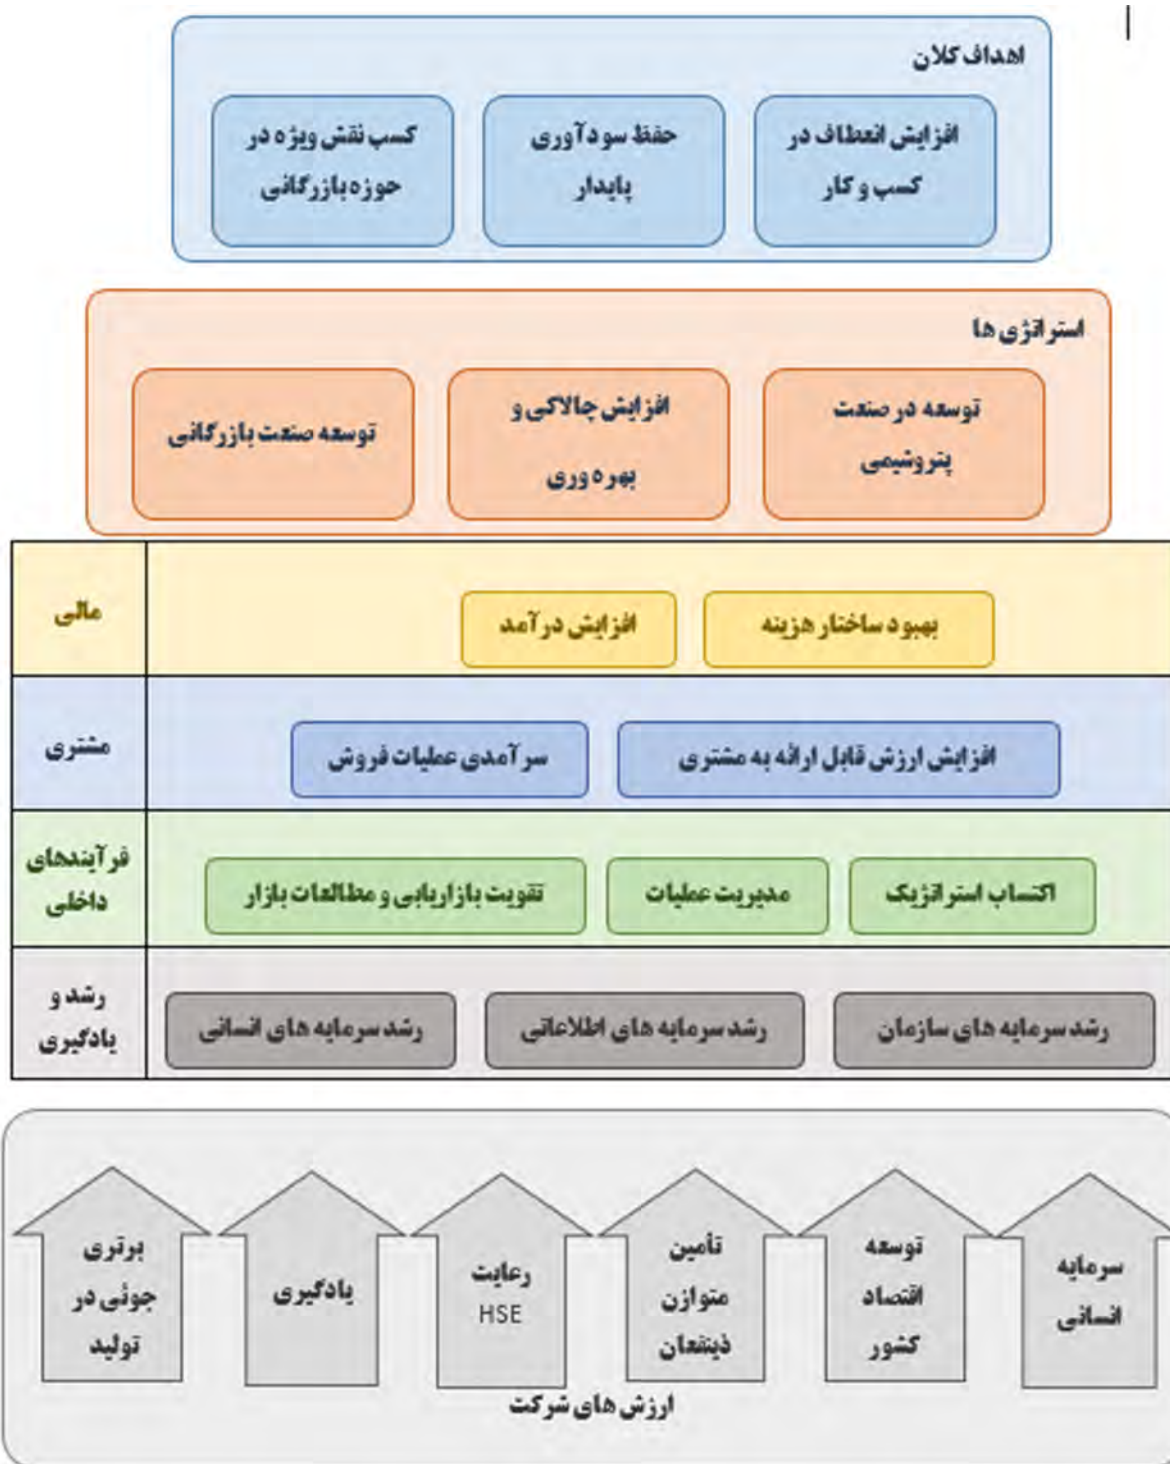 اهداف کلان
افزایش انعطاف در
کسب و کار
حفظ سودآوری
پایدار
کسب نقش ویژه در
حوزه بازرگانی
استراتژی ها
توسعه در صنعت
پتروشیمی
افزایش چالاکی و
بهره وری
توسعه صنعت بازرگانی
مالی
بهبود ساختار هزینه
افزایش درآمد
مشتری
افزایش ارزش قابل ارائه به مشتری
سرآمدی عملیات فروش
فرآیندهای
داخلی
اکتساب استراتژیک
مدیریت عملیات
تقویت بازاریابی و مطالعات بازار
رشد و
یادگیری
رشد سرمایه های سازمان
رشد سرمایه های اطلاعاتی
رشد سرمایه های انسانی
سرمایه
انسانی
توسعه
اقتصاد
کشور
تأمین
متوازن
ذینفعان
رعایت
HSE
یادگیری
برتری
جوئی در
تولید
ارزش های شرکت